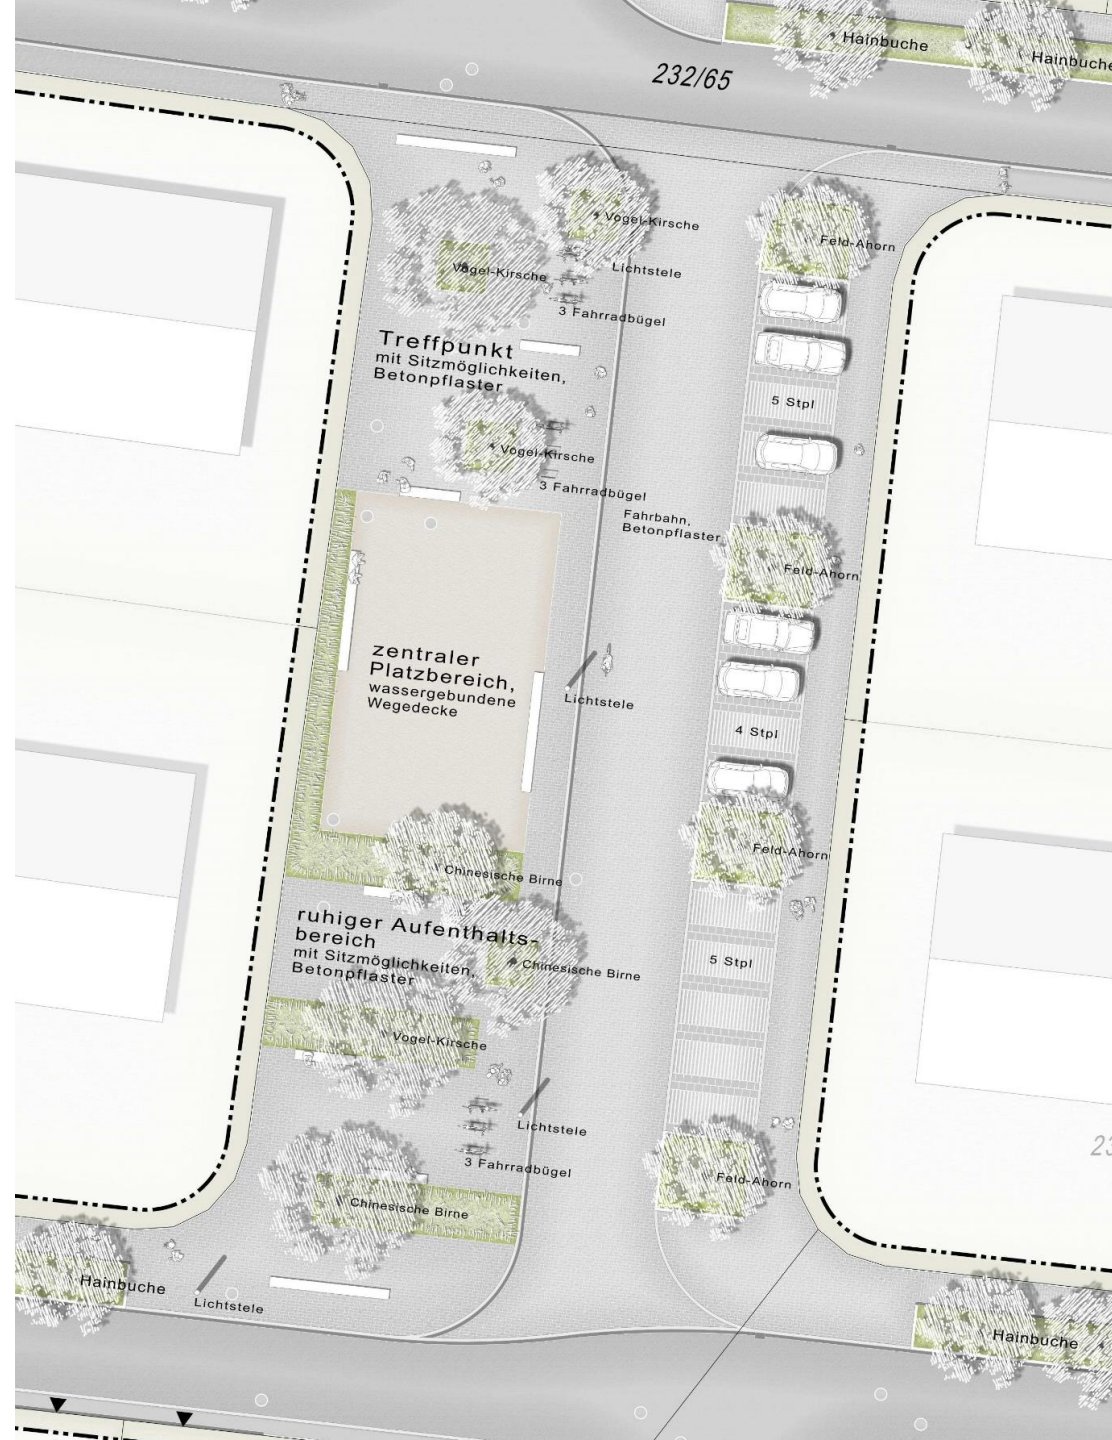 Hainbuche
Hainbuche
232/65
Vogel-Kirsche
Feld-Ahorn
Vogel-Kirsche
Lichtstele
3 Fahrradbügel
Treffpunkt
mit Sitzmöglichkeiten,
Betonpflaster
5 Stpl
Vogel-Kirsche
3 Fahrradbügel
Fahrbahn,
Betonpflaster
Feld-Ahorn
zentraler
Platzbereich,
wassergebundene
Wegedecke
Lichtstele
4 Stpl
Feld-Ahorn
Chinesische Birne
ruhiger Aufenthalts-
bereich
mit Sitzmöglichkeiten,
Betonpflaster
Chinesische Birne
5 Stpl
Vogel-Kirsche
Lichtstele
3 Fahrradbügel
23
Feld-Ahorn
Chinesische Birne
Hainbuche
Lichtstele
Hainbuche